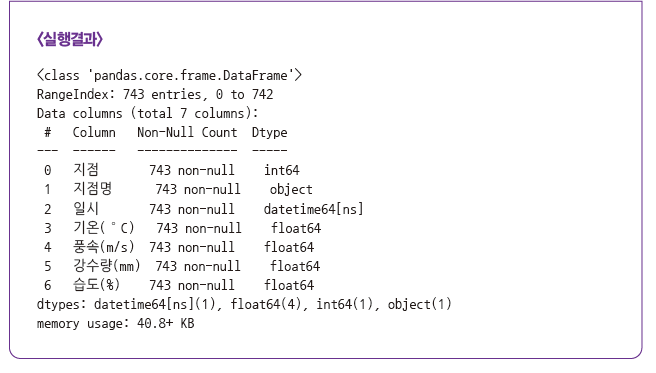 <실행결과>
<class 'pandas.core.frame.DataFrame'>
RangeIndex: 743 entries, 0 to 742
Data columns (total 7 columns):
 #   Column   Non-Null Count  Dtype
---  ------   --------------  -----
 0   지점       743 non-null    int64
 1   지점명      743 non-null    object
 2   일시       743 non-null    datetime64[ns]
 3   기온(°C)   743 non-null    float64
 4   풍속(m/s)  743 non-null    float64
 5   강수량(mm)  743 non-null    float64
 6   습도(%)    743 non-null    float64
dtypes: datetime64[ns](1), float64(4), int64(1), object(1)
memory usage: 40.8+ KB